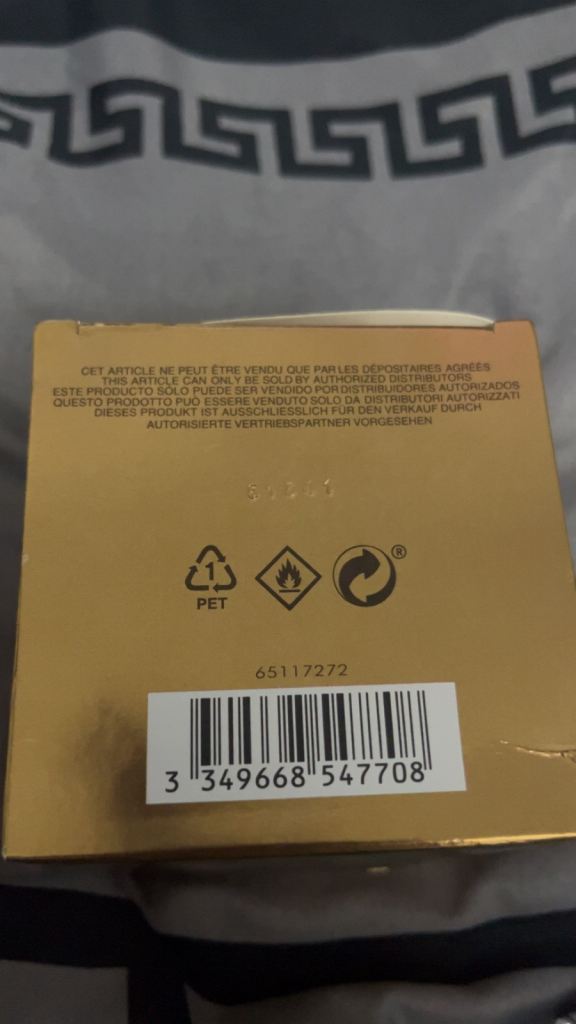 CET ARTICLE NE PEUT ÊTRE VENDU QUE PAR LES DÉPOSITAIRES AGRÉÉS
THIS ARTICLE CAN ONLY BE SOLD BY AUTHORIZED DISTRIBUTORS
ESTE PRODUCTO SÓLO PUEDE SER VENDIDO POR DISTRIBUIDORES AUTORIZADOS
QUESTO PRODOTTO PUÒ ESSERE VENDUTO SOLO DA DISTRIBUTORI AUTORIZZATI
DIESES PRODUKT IST AUSSCHLIESSLICH FÜR DEN VERKAUF DURCH
AUTORISIERTE VERTRIEBSPARTNER VORGESEHEN
1
PET
®
65117272
3 349668 547708